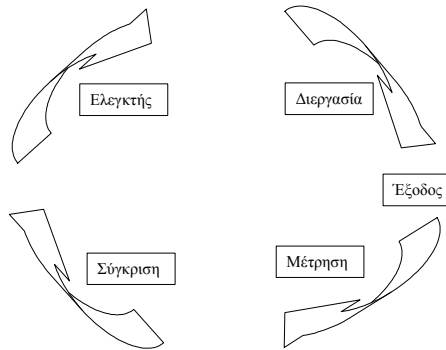 Ελεγκτής
Διεργασία
Έξοδος
Σύγκριση
Μέτρηση